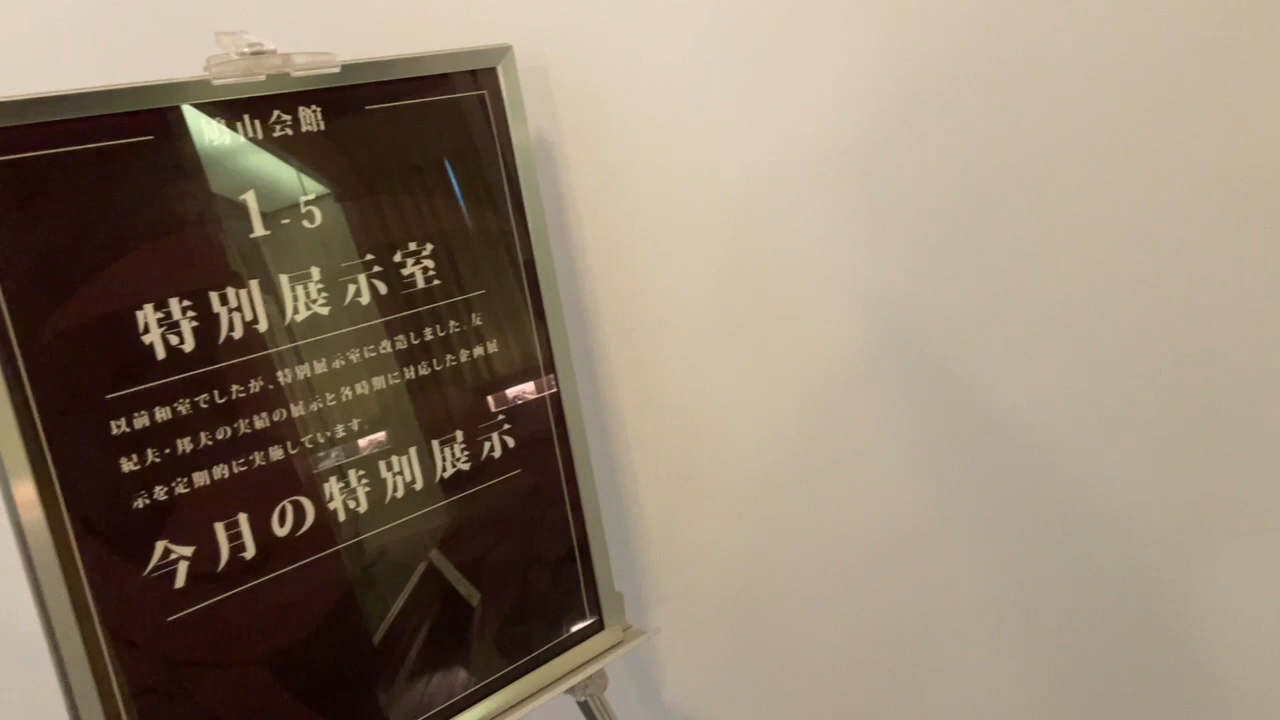 鳩山会館
1-5
特別展示室
以前和室でしたが、特別展示室に改造しました。友
紀夫・邦夫の実績の展示と各時期に対応した企画展
示を定期的に実施しています。
今月の特別展示